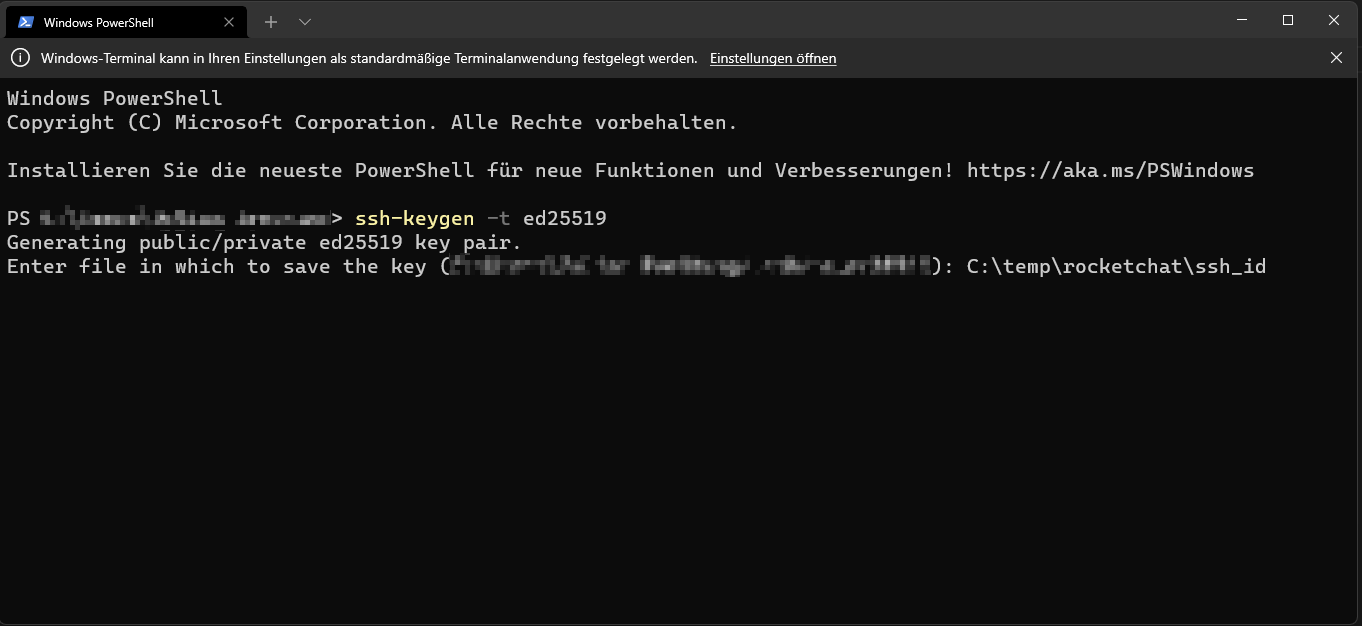 Windows PowerShell
Windows-Terminal kann in Ihren Einstellungen als standardmäßige Terminalanwendung festgelegt werden. Einstellungen öffnen
Windows PowerShell
Copyright (C) Microsoft Corporation. Alle Rechte vorbehalten.
Installieren Sie die neueste PowerShell für neue Funktionen und Verbesserungen! https://aka.ms/PSWindows
PS > ssh-keygen -t ed25519
Generating public/private ed25519 key pair.
Enter file in which to save the key (): C:\temp\rocketchat\ssh_id